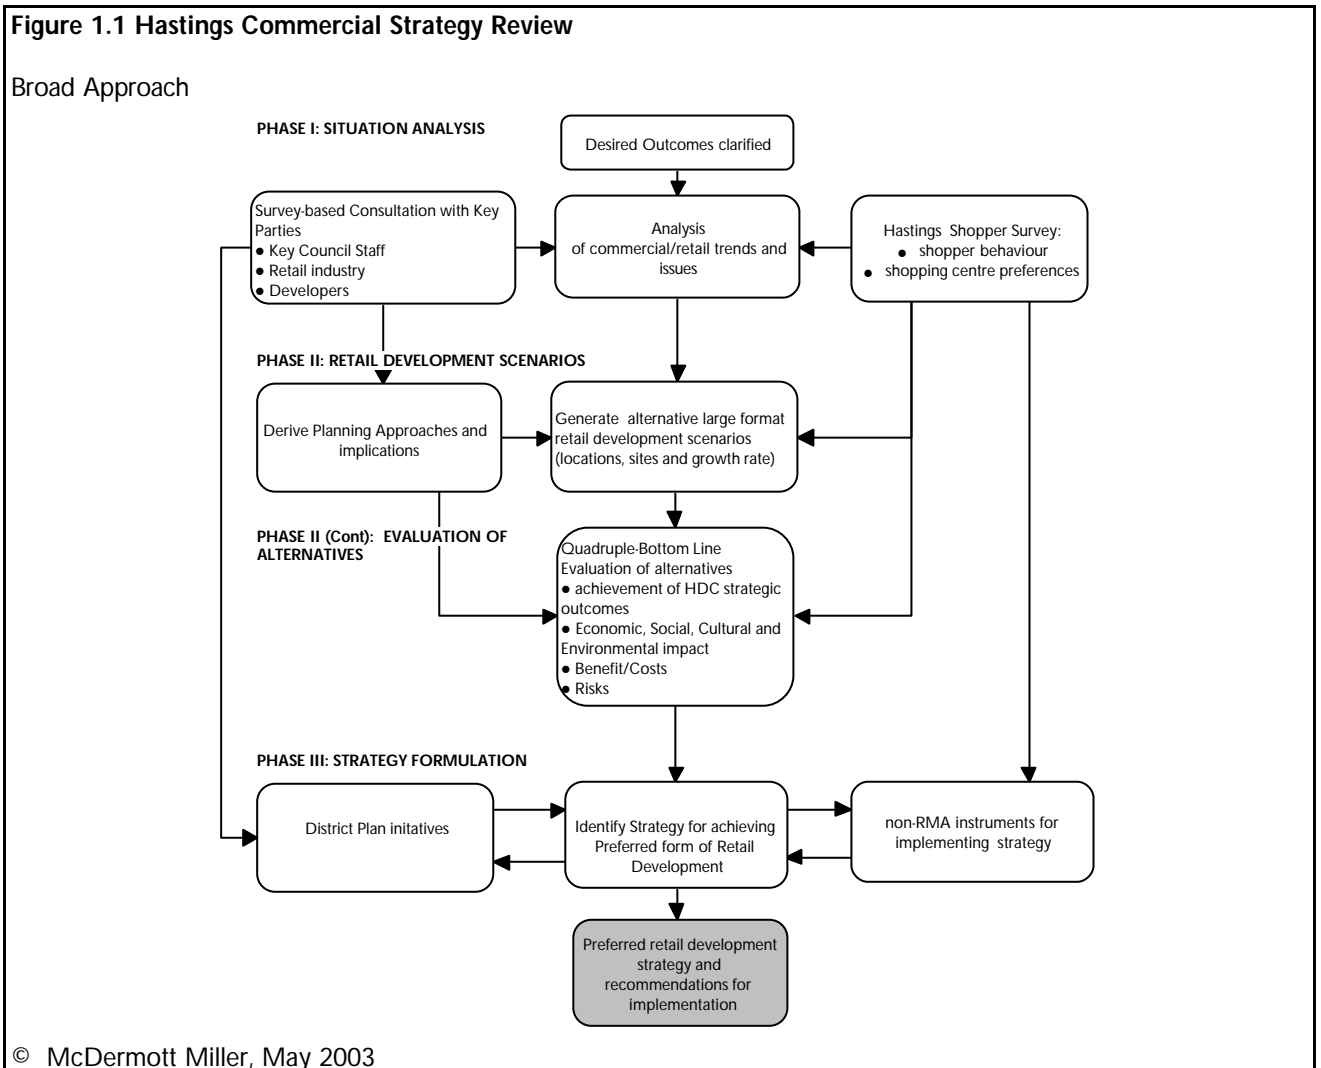 Figure 1.1 Hastings Commercial Strategy Review
Broad Approach
PHASE I: SITUATION ANALYSIS
Desired Outcomes clarified
Survey-based Consultation with Key
Parties
● Key Council Staff
● Retail industry
● Developers
Analysis
of commercial/retail trends and
issues
Hastings Shopper Survey:
● shopper behaviour
● shopping centre preferences
PHASE II: RETAIL DEVELOPMENT SCENARIOS
Derive Planning Approaches and
implications
Generate alternative large format
retail development scenarios
(locations, sites and growth rate)
PHASE II (Cont): EVALUATION OF
ALTERNATIVES
Quadruple-Bottom Line
Evaluation of alternatives
● achievement of HDC strategic
outcomes
● Economic, Social, Cultural and
Environmental impact
● Benefit/Costs
● Risks
PHASE III: STRATEGY FORMULATION
District Plan initatives
Identify Strategy for achieving
Preferred form of Retail
Development
non-RMA instruments for
implementing strategy
Preferred retail development
strategy and
recommendations for
implementation
© McDermott Miller, May 2003